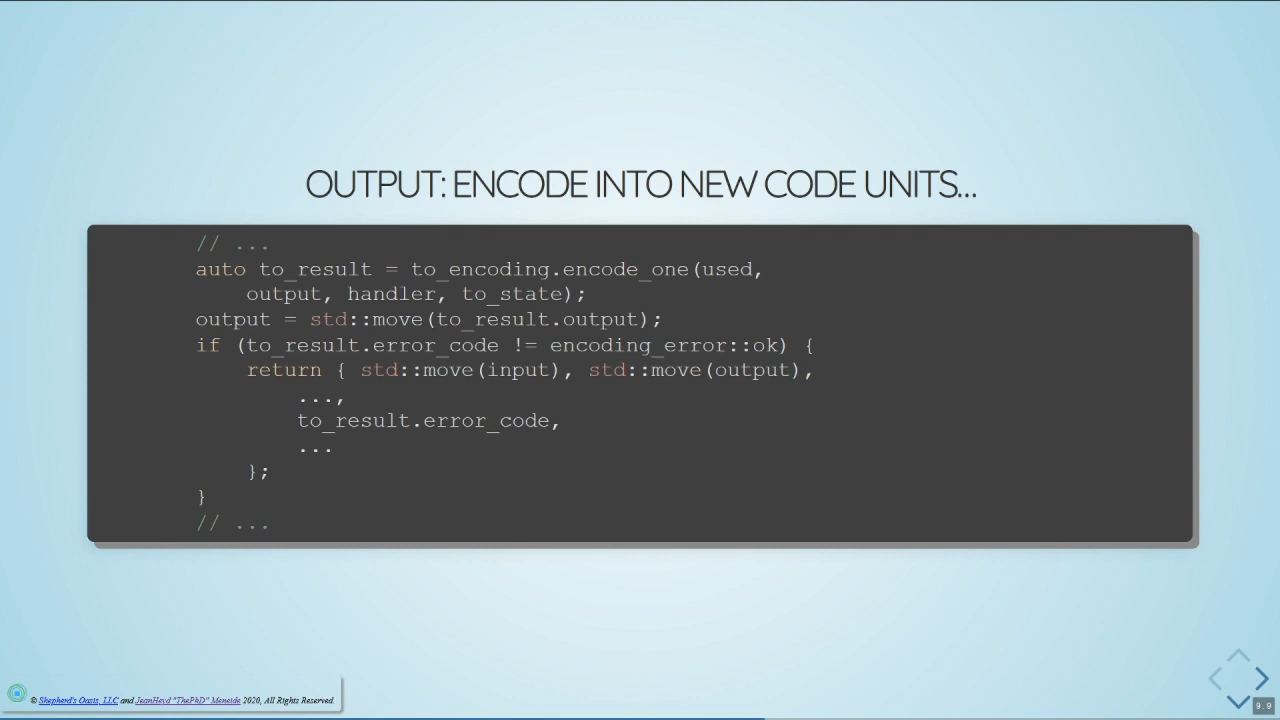 OUTPUT: ENCODE INTO NEW CODE UNITS...
// ...
auto to_result = to_encoding.encode_one(used,
output, handler, to_state);
output = std::move(to_result.output);
if (to_result.error_code != encoding_error::ok) {
return { std::move(input), std::move(output),
...,
to_result.error_code,
...
};
}
// ...
© Shepherd's Oasis, LLC and JeanHeyd "ThePhD" Meneide 2020, All Rights Reserved.
9.9